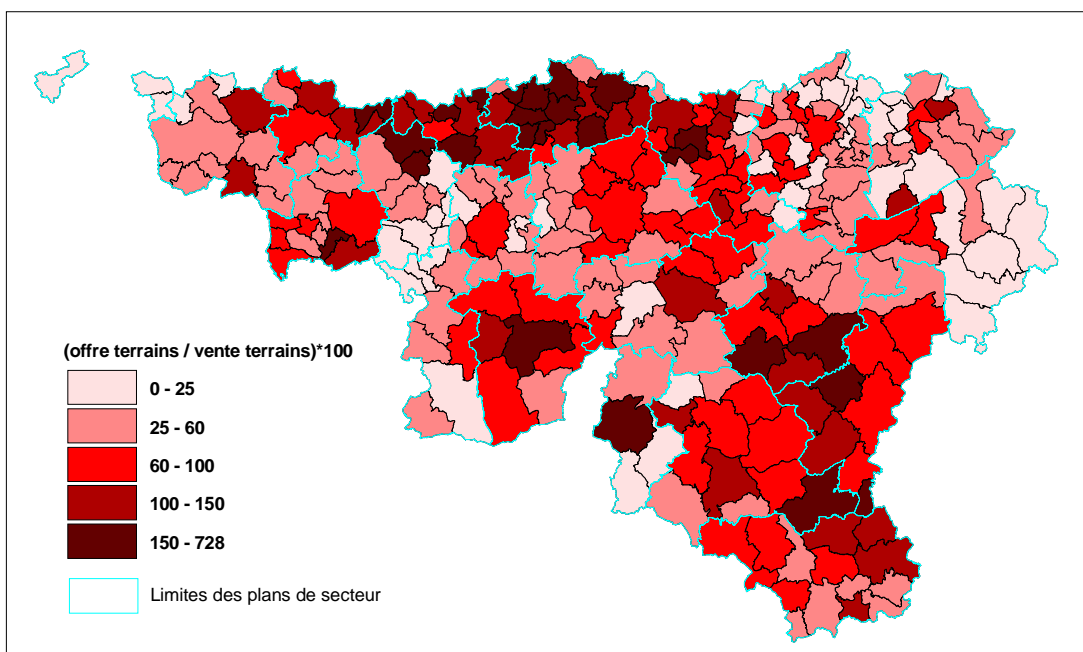 (offre terrains / vente terrains)*100
0 - 25
25 - 60
60 - 100
100 - 150
150 - 728
Limites des plans de secteur